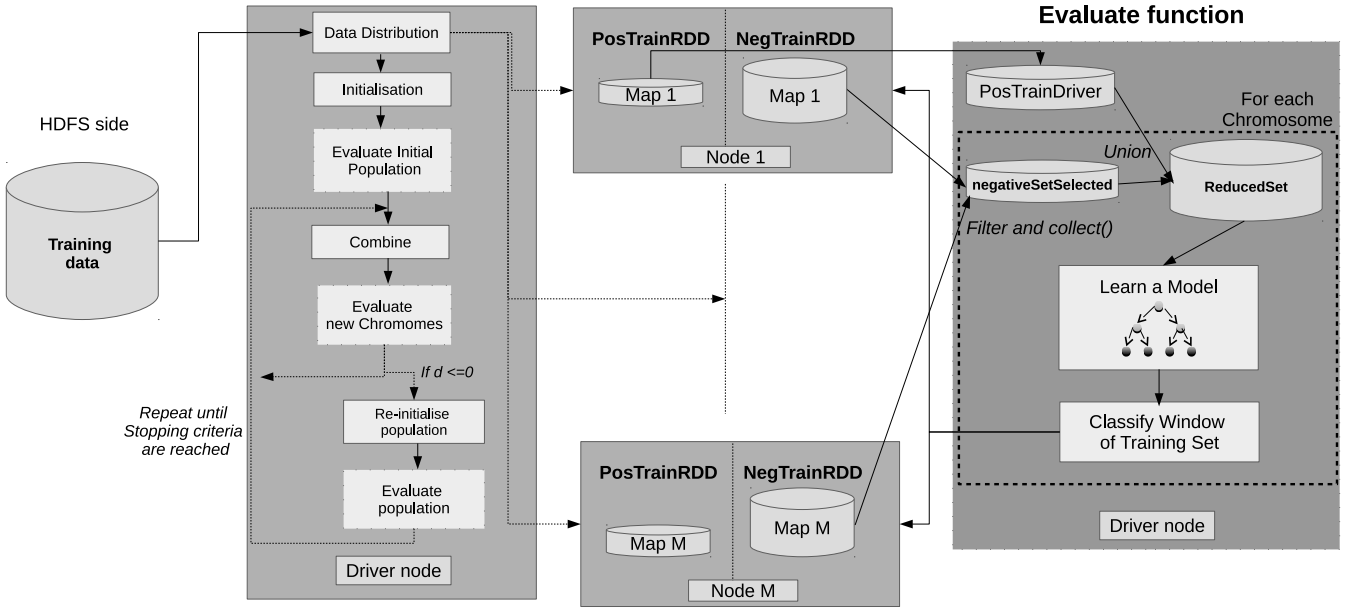 HDFS side
Training
data
Data Distribution
Initialisation
Evaluate Initial
Population
Combine
Evaluate
new Chromomes
If d <=0
Re-initialise
population
Evaluate
population
Repeat until
Stopping criteria
are reached
Driver node
PosTrainRDD
NegTrainRDD
Map 1
Map 1
Node 1
PosTrainRDD
NegTrainRDD
Map M
Map M
Node M
Evaluate function
PosTrainDriver
For each
Chromosome
Union
negativeSetSelected
ReducedSet
Filter and collect()
Learn a Model
Classify Window
of Training Set
Driver node